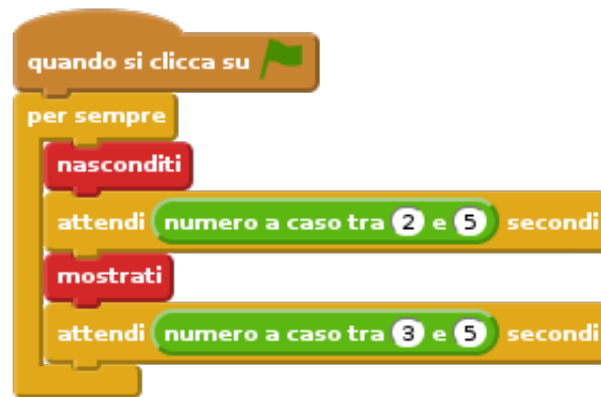 quando si clicca su
per sempre
nasconditi
attendi numero a caso tra 2 e 5 secondi
mostrati
attendi numero a caso tra 3 e 5 secondi